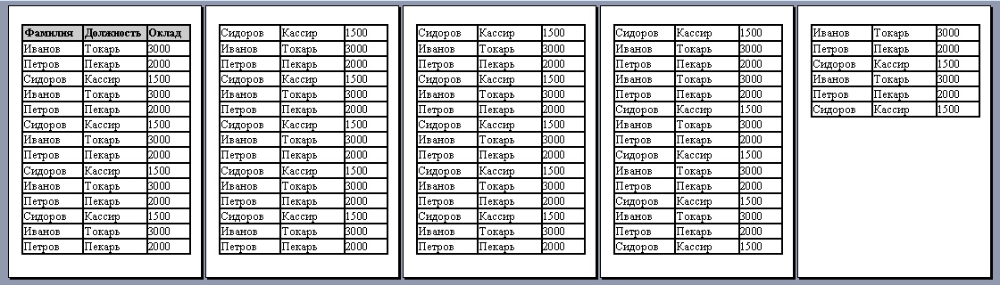 Фамилия Должность Оклад
Иванов Токарь 3000
Петров Пекарь 2000
Сидоров Кассир 1500
Иванов Токарь 3000
Петров Пекарь 2000
Сидоров Кассир 1500
Иванов Токарь 3000
Петров Пекарь 2000
Сидоров Кассир 1500
Иванов Токарь 3000
Петров Пекарь 2000
Сидоров Кассир 1500
Иванов Токарь 3000
Петров Пекарь 2000
Сидоров Кассир 1500
Иванов Токарь 3000
Петров Пекарь 2000
Сидоров Кассир 1500
Иванов Токарь 3000
Петров Пекарь 2000
Сидоров Кассир 1500
Иванов Токарь 3000
Петров Пекарь 2000
Сидоров Кассир 1500
Иванов Токарь 3000
Петров Пекарь 2000
Сидоров Кассир 1500
Иванов Токарь 3000
Петров Пекарь 2000
Сидоров Кассир 1500
Иванов Токарь 3000
Петров Пекарь 2000
Сидоров Кассир 1500
Иванов Токарь 3000
Петров Пекарь 2000
Сидоров Кассир 1500
Иванов Токарь 3000
Петров Пекарь 2000
Сидоров Кассир 1500
Иванов Токарь 3000
Петров Пекарь 2000
Сидоров Кассир 1500
Иванов Токарь 3000
Петров Пекарь 2000
Сидоров Кассир 1500
Иванов Токарь 3000
Петров Пекарь 2000
Иванов Токарь 3000
Петров Пекарь 2000
Сидоров Кассир 1500
Иванов Токарь 3000
Петров Пекарь 2000
Сидоров Кассир 1500
Иванов Токарь 3000
Петров Пекарь 2000
Сидоров Кассир 1500
Иванов Токарь 3000
Петров Пекарь 2000
Сидоров Кассир 1500
Иванов Токарь 3000
Петров Пекарь 2000
Сидоров Кассир 1500
Иванов Токарь 3000
Петров Пекарь 2000
Сидоров Кассир 1500